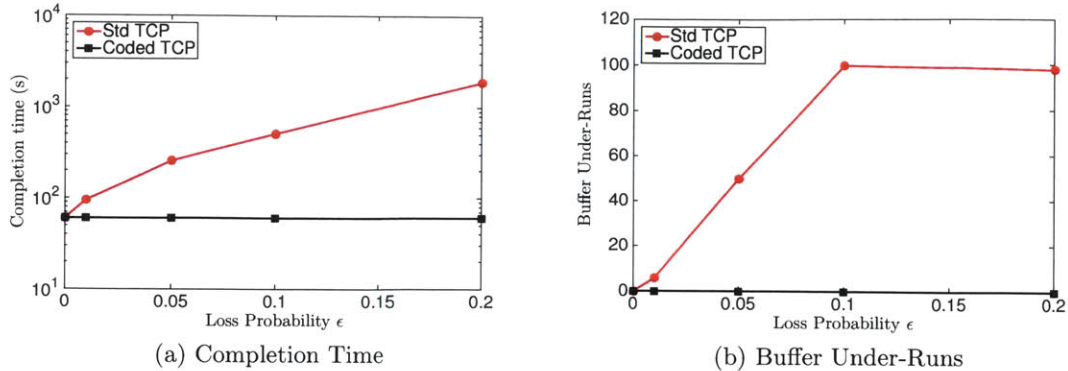 10^4
Std TCP
Coded TCP
10^3
10^2
10^1
Completion time (s)
0 0.05 0.1 0.15 0.2
Loss Probability ϵ
(a) Completion Time
120
Std TCP
Coded TCP
100
80
60
40
20
0
Buffer Under-Runs
0 0.05 0.1 0.15 0.2
Loss Probability ϵ
(b) Buffer Under-Runs